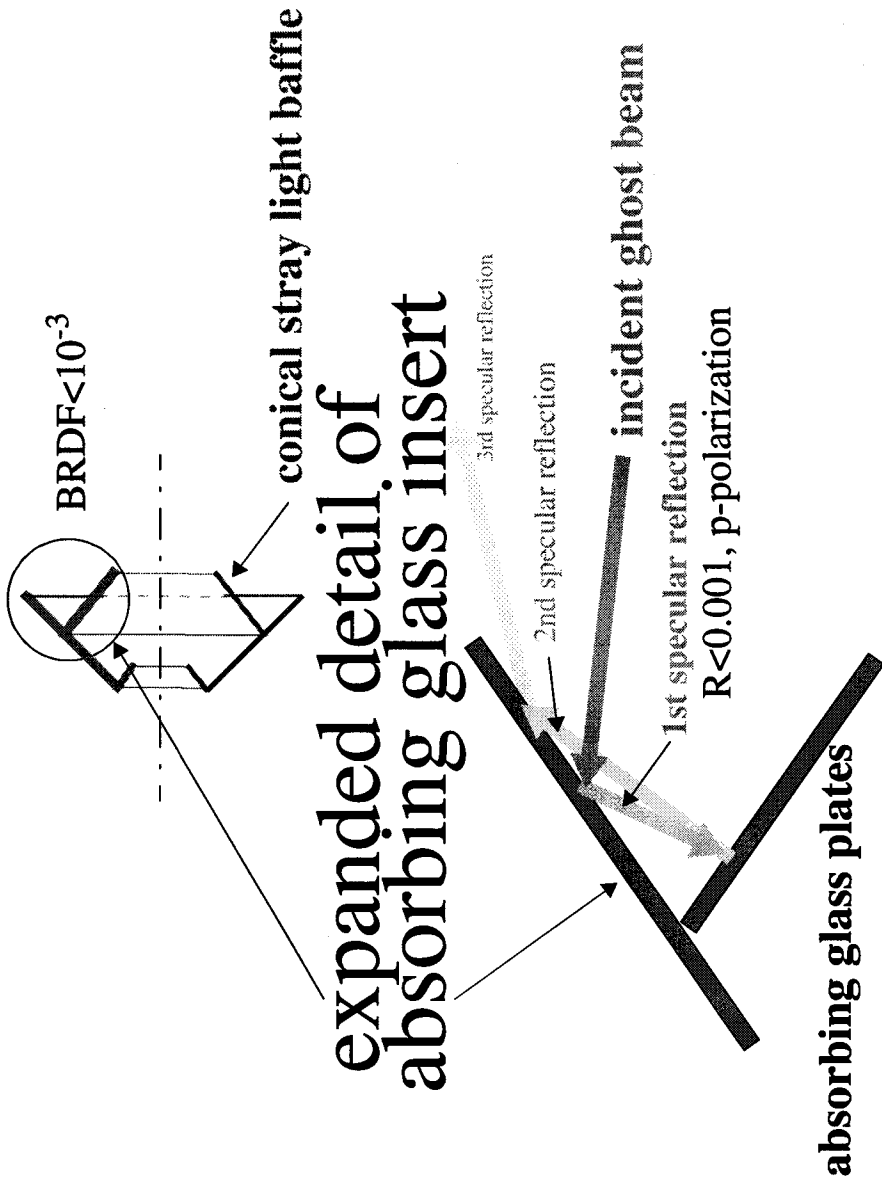 BRDF<10⁻³
conical stray light baffle
expanded detail of
absorbing glass insert
3rd specular reflection
2nd specular reflection
incident ghost beam
1st specular reflection
R<0.001, p-polarization
absorbing glass plates